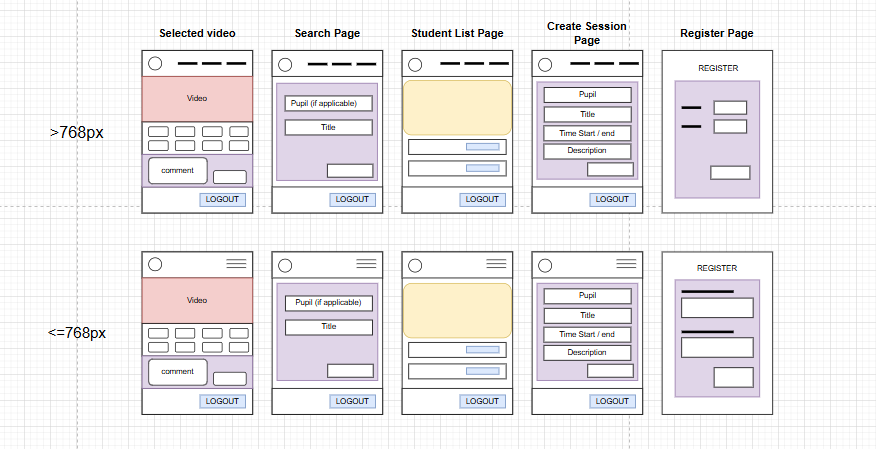 Selected video
Search Page
Student List Page
Create Session
Page
Register Page
>768px
Video
comment
LOGOUT
Pupil (if applicable)
Title
LOGOUT
LOGOUT
Pupil
Title
Time Start / end
Description
LOGOUT
REGISTER
<=768px
Video
comment
LOGOUT
Pupil (if applicable)
Title
LOGOUT
LOGOUT
Pupil
Title
Time Start / end
Description
LOGOUT
REGISTER